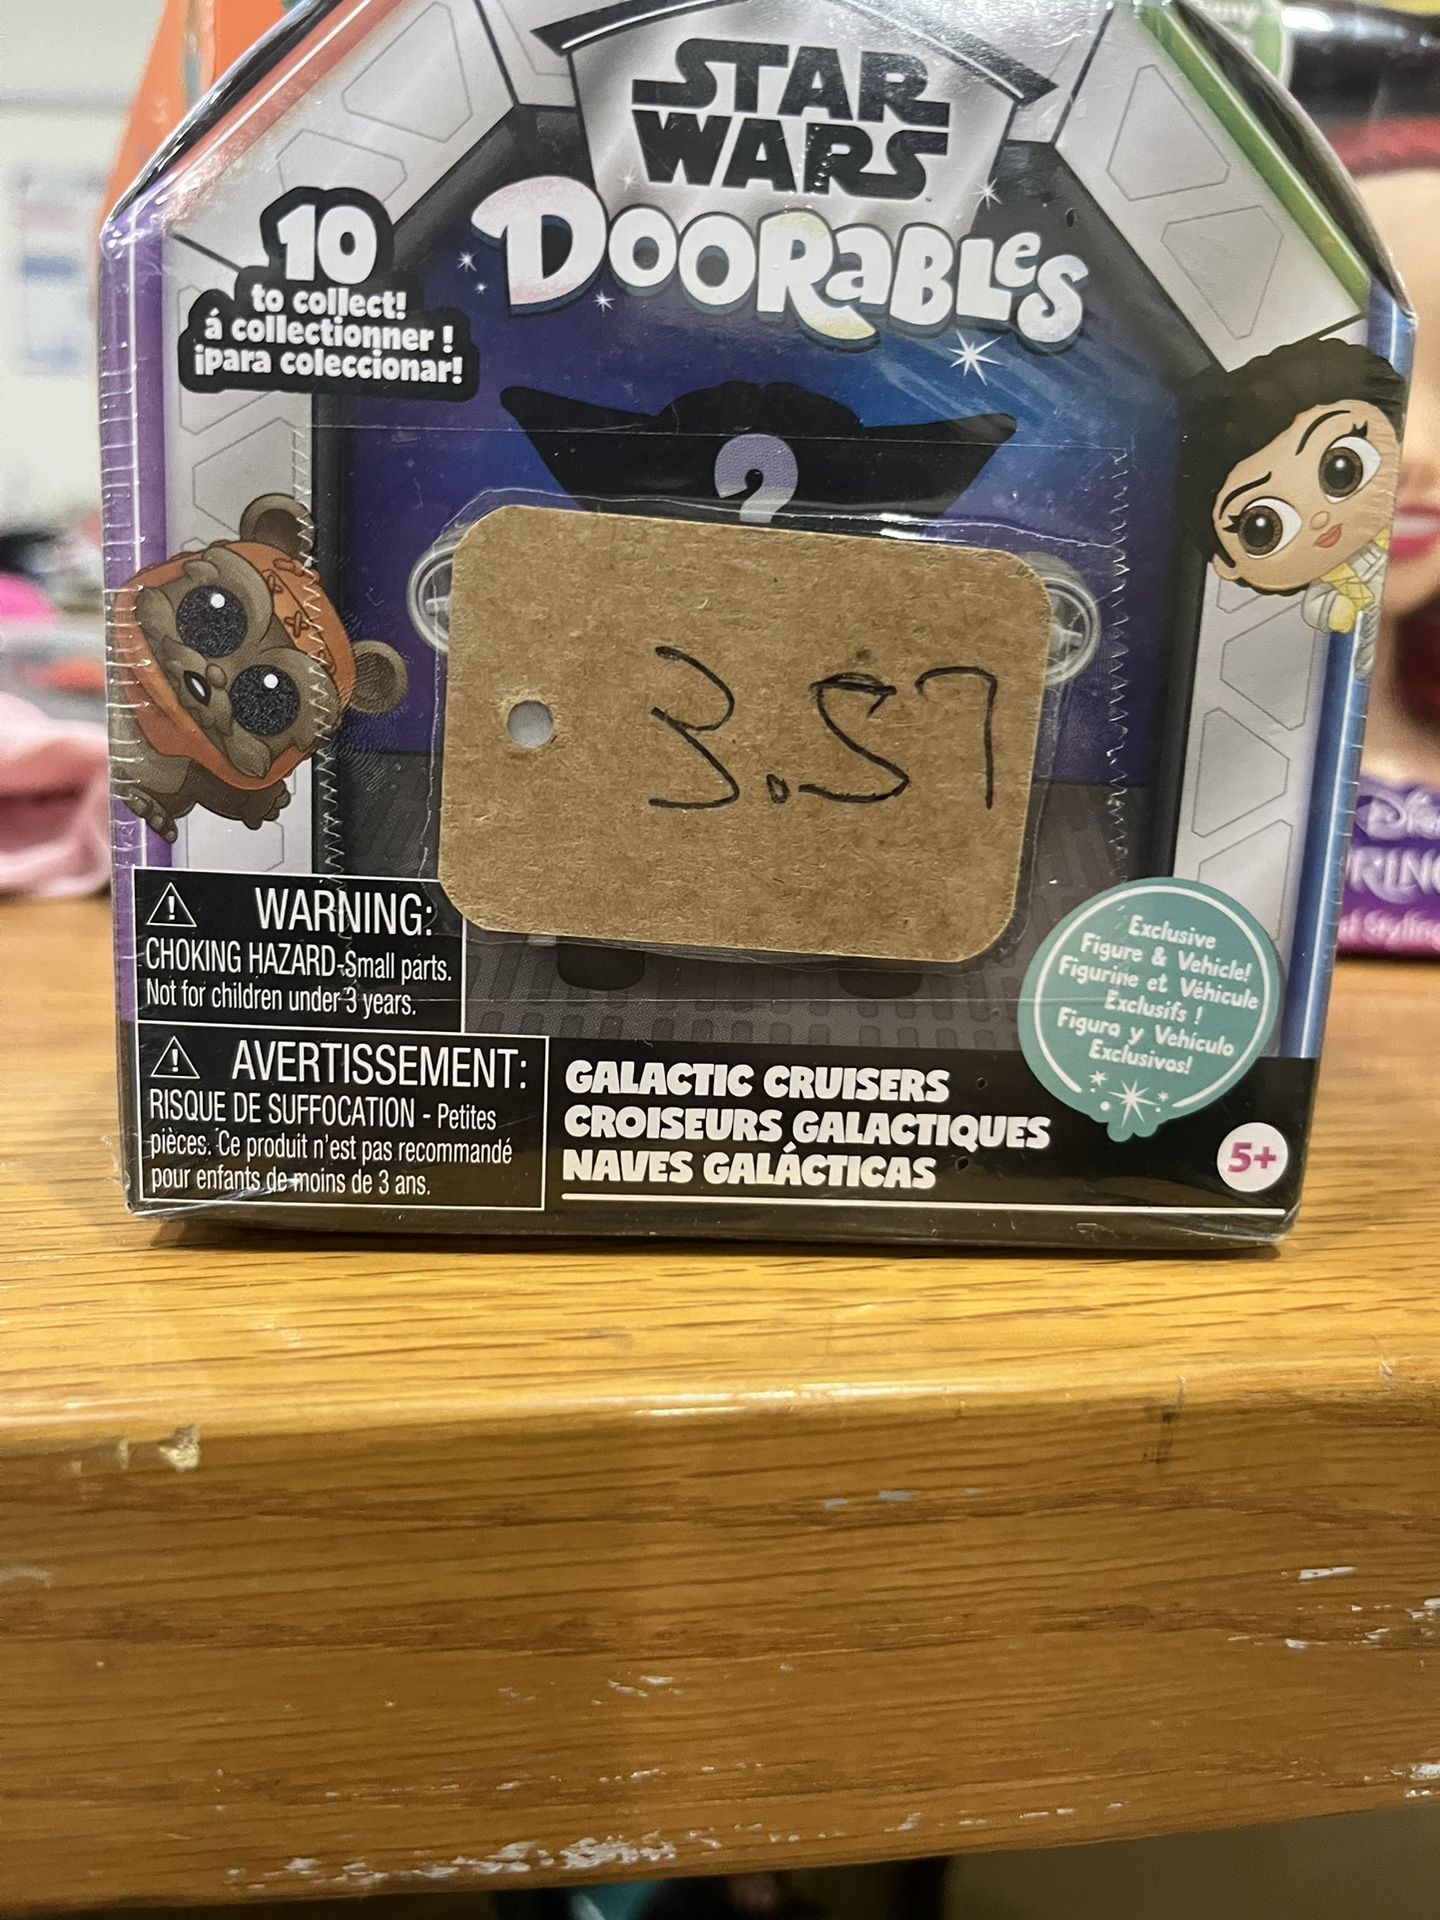 STAR
WARS
DOORABLES
10
to collect!
á collectionner !
¡para coleccionar!
?
3.57
WARNING:
CHOKING HAZARD-Small parts.
Not for children under 3 years.
AVERTISSEMENT:
RISQUE DE SUFFOCATION - Petites
pièces. Ce produit n'est pas recommandé
pour enfants de moins de 3 ans.
GALACTIC CRUISERS
CROISEURS GALACTIQUES
NAVES GALÁCTICAS
Exclusive
Figure & Vehicle!
Figurine et Véhicule
Exclusifs !
Figura y Vehículo
Exclusivos!
5+